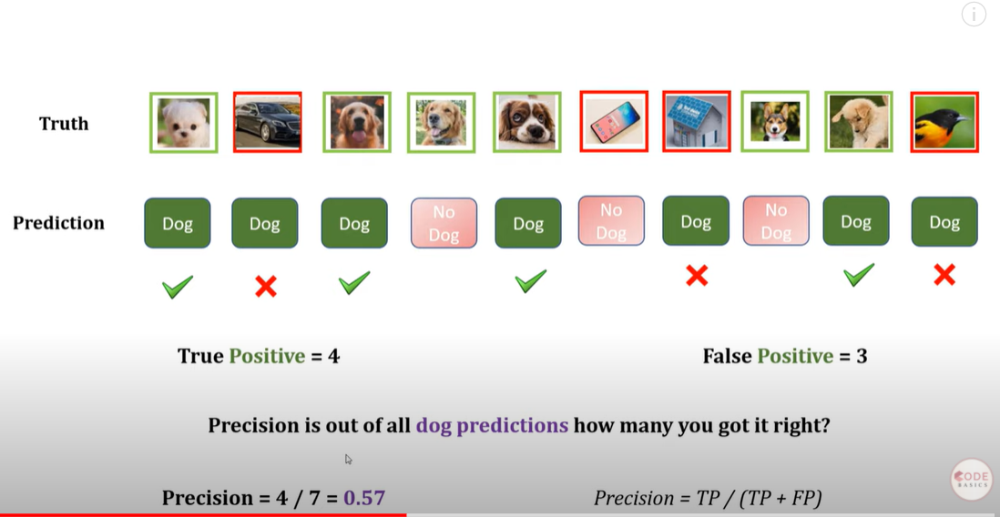 Truth
Prediction
Dog
Dog
Dog
No
Dog
Dog
No
Dog
Dog
No
Dog
Dog
Dog
True Positive = 4
False Positive = 3
Precision is out of all dog predictions how many you got it right?
Precision = 4 / 7 = 0.57
Precision = TP / (TP + FP)
CODE
BASICS